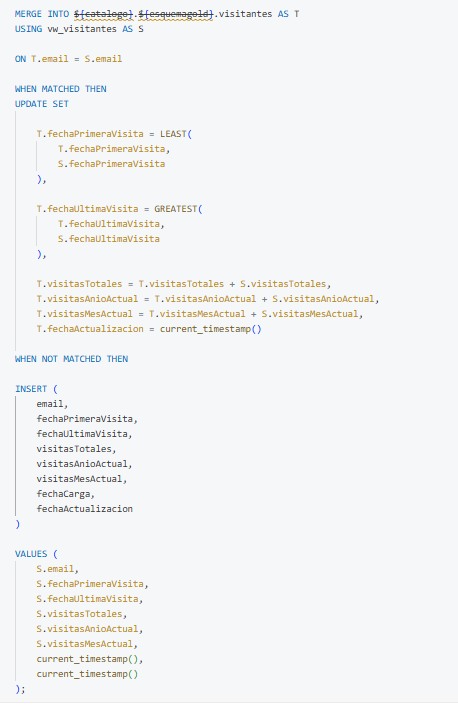 MERGE INTO ${catalogo}.${esquemagold}.visitantes AS T
USING vw_visitantes AS S
ON T.email = S.email
WHEN MATCHED THEN
UPDATE SET
T.fechaPrimeraVisita = LEAST(
T.fechaPrimeraVisita,
S.fechaPrimeraVisita
),
T.fechaUltimaVisita = GREATEST(
T.fechaUltimaVisita,
S.fechaUltimaVisita
),
T.visitasTotales = T.visitasTotales + S.visitasTotales,
T.visitasAnioActual = T.visitasAnioActual + S.visitasAnioActual,
T.visitasMesActual = T.visitasMesActual + S.visitasMesActual,
T.fechaActualizacion = current_timestamp()
WHEN NOT MATCHED THEN
INSERT (
email,
fechaPrimeraVisita,
fechaUltimaVisita,
visitasTotales,
visitasAnioActual,
visitasMesActual,
fechaCarga,
fechaActualizacion
)
VALUES (
S.email,
S.fechaPrimeraVisita,
S.fechaUltimaVisita,
S.visitasTotales,
S.visitasAnioActual,
S.visitasMesActual,
current_timestamp(),
current_timestamp()
);